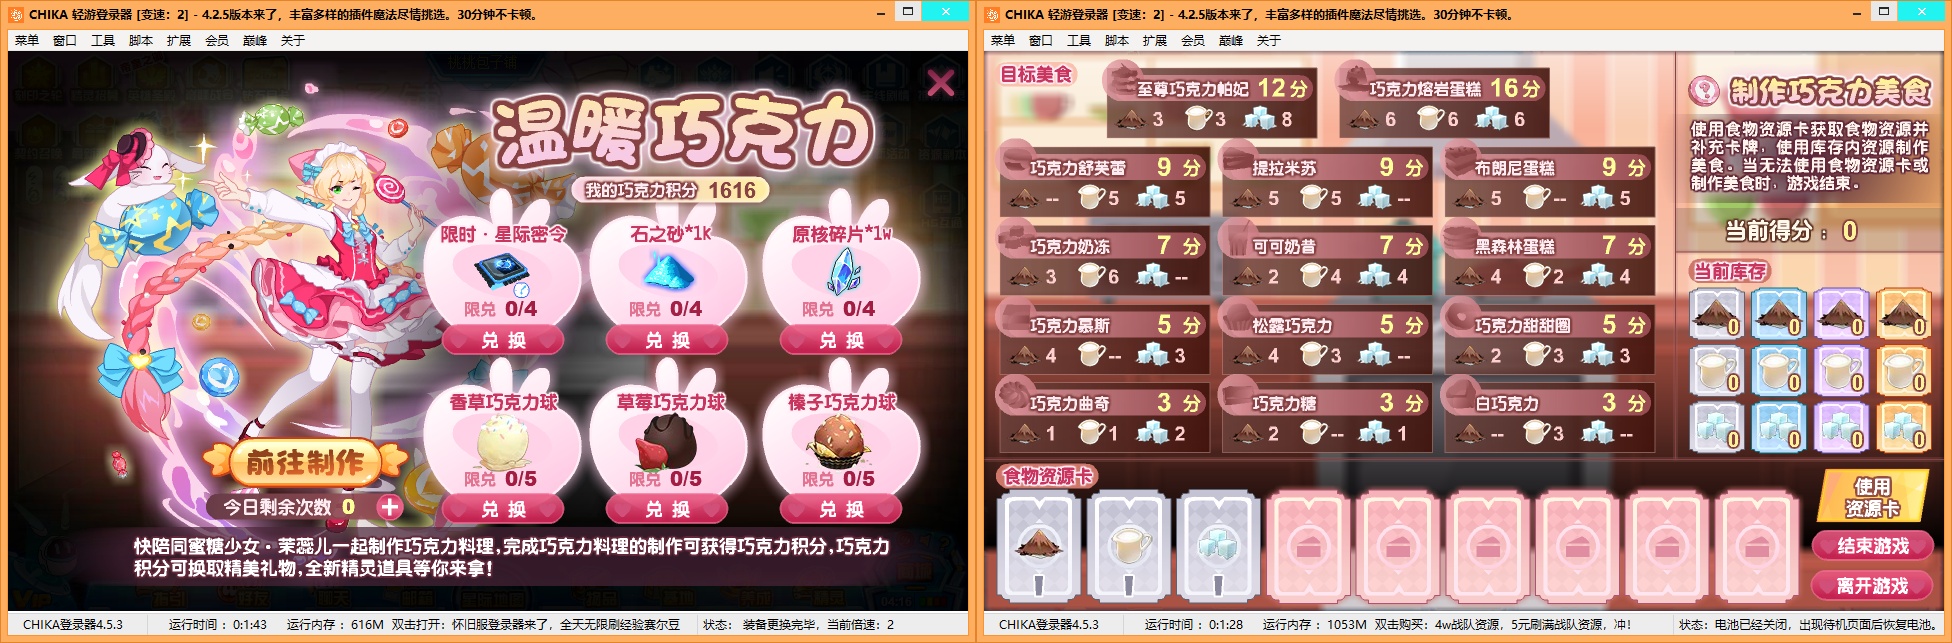 CHIKA 轻游登录器 [变速：2] - 4.2.5版本来了，丰富多样的插件魔法尽情挑选。30分钟不卡顿。
菜单 窗口 工具 脚本 扩展 会员 巅峰 关于
温暖巧克力
我的巧克力积分 1616
限时·星际密令 石之砂*1K 原核碎片*1w
限兑 0/4 限兑 0/4 限兑 0/4
兑 换 兑 换 兑 换
香草巧克力球 草莓巧克力球 榛子巧克力球
限兑 0/5 限兑 0/5 限兑 0/5
兑 换 兑 换 兑 换
前往制作
今日剩余次数 0
快陪同蜜糖少女·茉蕊儿一起制作巧克力料理,完成巧克力料理的制作可获得巧克力积分,巧克力
积分可换取精美礼物,全新精灵道具等你来拿!
CHIKA登录器4.5.3 运行时间：0:1:43 运行内存：616M 双击打开：怀旧服登录器来了，全天无限刷经验赛尔豆 状态： 装备更换完毕，当前倍速：2
CHIKA 轻游登录器 [变速：2] - 4.2.5版本来了，丰富多样的插件魔法尽情挑选。30分钟不卡顿。
菜单 窗口 工具 脚本 扩展 会员 巅峰 关于
目标美食
至尊巧克力帕妃 12分 巧克力熔岩蛋糕 16分
3 3 8 6 6 6
巧克力舒芙蕾 9 分 提拉米苏 9 分 布朗尼蛋糕 9 分
-- 5 5 5 5 -- 5 -- 5
巧克力奶冻 7 分 可可奶昔 7 分 黑森林蛋糕 7 分
3 6 -- 2 4 4 4 2 4
巧克力慕斯 5 分 松露巧克力 5 分 巧克力甜甜圈 5 分
4 -- 3 4 3 -- 2 3 3
巧克力曲奇 3 分 巧克力糖 3 分 白巧克力 3 分
1 1 2 2 -- 1 -- 3 --
制作巧克力美食
使用食物资源卡获取食物资源并
补充卡牌，使用库存内资源制作
美食。当无法使用食物资源卡或
制作美食时，游戏结束。
当前得分：0
当前库存
0 0 0 0
0 0 0 0
0 0 0 0
食物资源卡
I I I
使用
资源卡
结束游戏
离开游戏
CHIKA登录器4.5.3 运行时间：0:1:28 运行内存：1053M 双击购买：4w战队资源，5元刷满战队资源，冲！ 状态：电池已经关闭，出现待机页面后恢复电池。